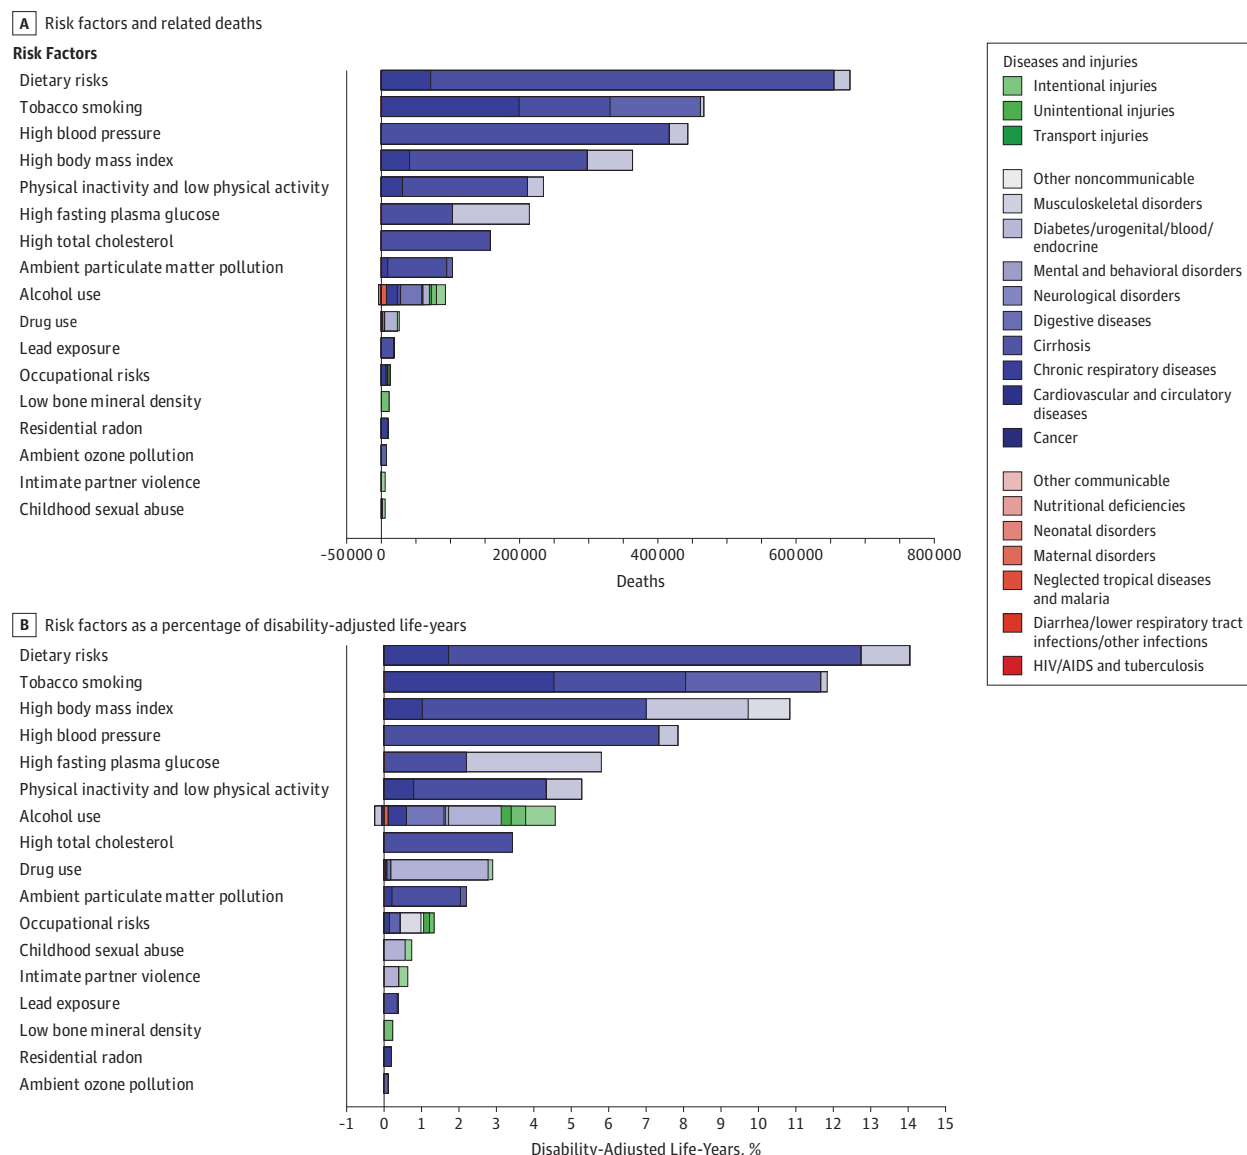 A Risk factors and related deaths
Risk Factors
Dietary risks
Tobacco smoking
High blood pressure
High body mass index
Physical inactivity and low physical activity
High fasting plasma glucose
High total cholesterol
Ambient particulate matter pollution
Alcohol use
Drug use
Lead exposure
Occupational risks
Low bone mineral density
Residential radon
Ambient ozone pollution
Intimate partner violence
Childhood sexual abuse
-50000 0 200000 400000 600000 800000
Deaths
B Risk factors as a percentage of disability-adjusted life-years
Dietary risks
Tobacco smoking
High body mass index
High blood pressure
High fasting plasma glucose
Physical inactivity and low physical activity
Alcohol use
High total cholesterol
Drug use
Ambient particulate matter pollution
Occupational risks
Childhood sexual abuse
Intimate partner violence
Lead exposure
Low bone mineral density
Residential radon
Ambient ozone pollution
-1 0 1 2 3 4 5 6 7 8 9 10 11 12 13 14 15
Disability-Adjusted Life-Years, %
Diseases and injuries
Intentional injuries
Unintentional injuries
Transport injuries
Other noncommunicable
Musculoskeletal disorders
Diabetes/urogenital/blood/
endocrine
Mental and behavioral disorders
Neurological disorders
Digestive diseases
Cirrhosis
Chronic respiratory diseases
Cardiovascular and circulatory
diseases
Cancer
Other communicable
Nutritional deficiencies
Neonatal disorders
Maternal disorders
Neglected tropical diseases
and malaria
Diarrhea/lower respiratory tract
infections/other infections
HIV/AIDS and tuberculosis